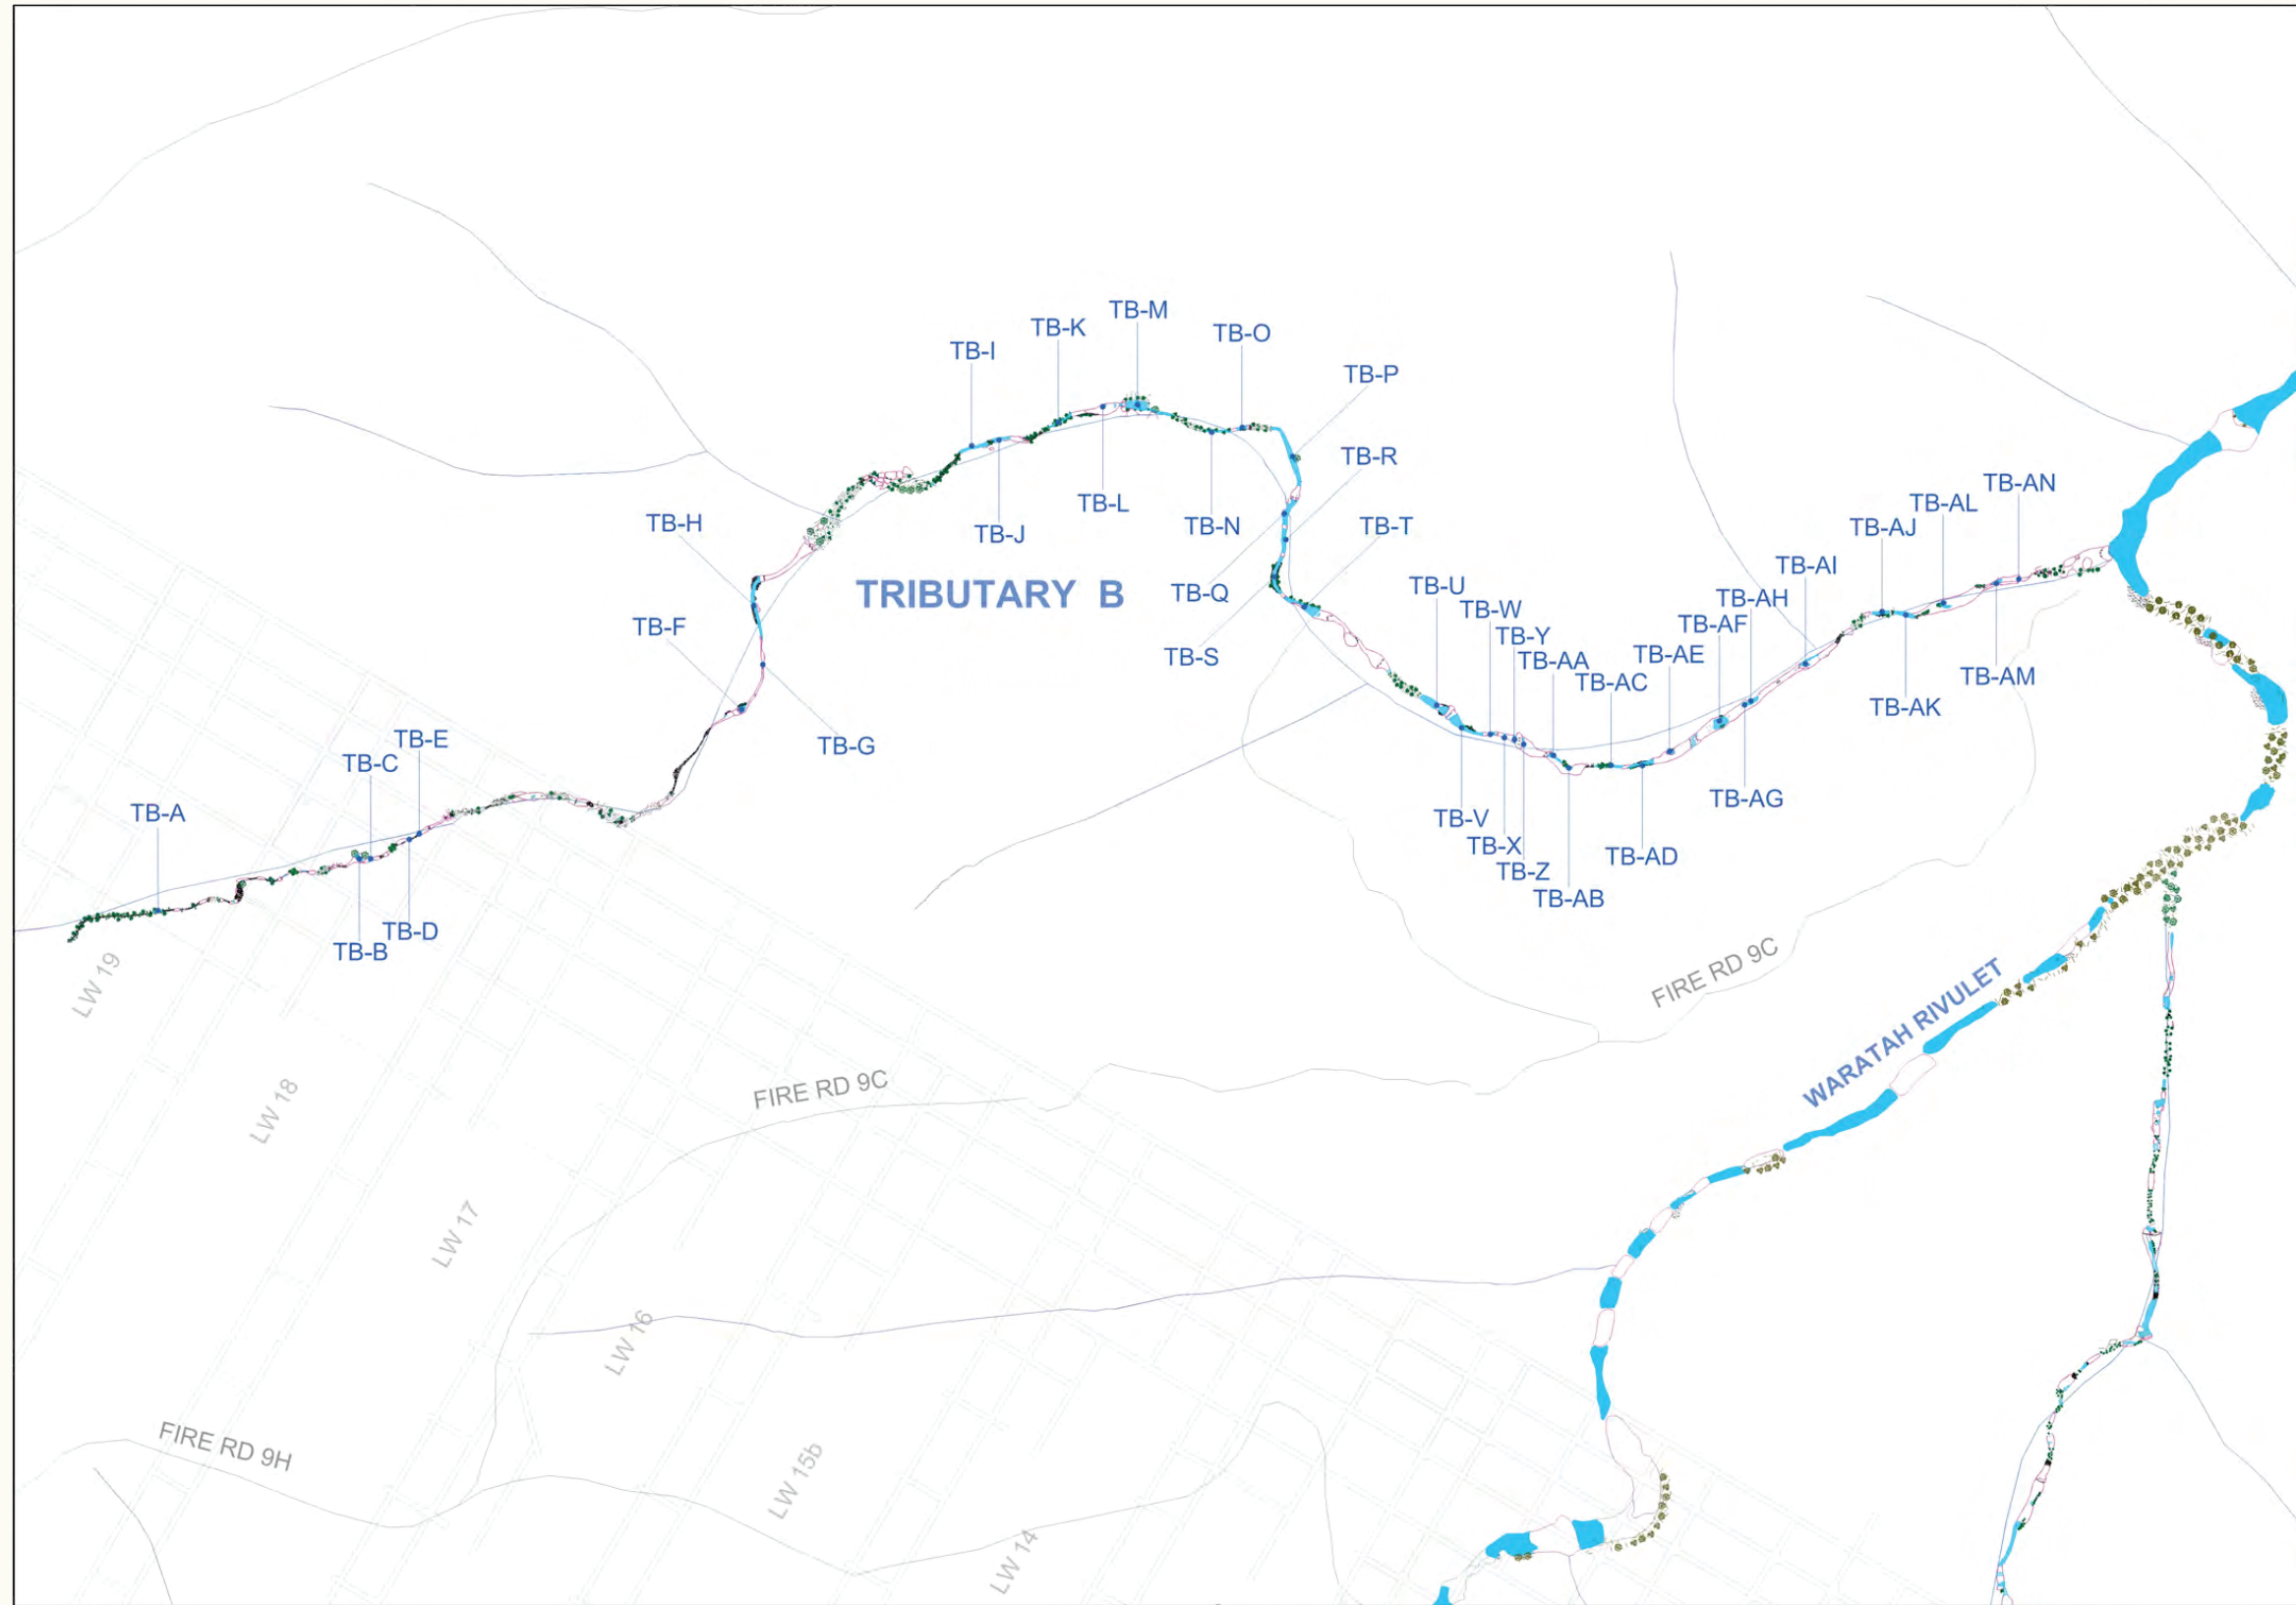 TB-M
TB-K
TB-O
TB-I
TB-P
TB-R
TB-AN
TB-AL
TB-L
TB-H
TB-N
TB-T
TB-AJ
TB-J
TB-AI
TB-U
TRIBUTARY B
TB-Q
TB-AH
TB-W
TB-F
TB-AF
TB-Y
TB-S
TB-AE
TB-AA
TB-AM
TB-AC
TB-AK
TB-E
TB-G
TB-C
TB-AG
TB-A
TB-V
TB-X
TB-AD
TB-Z
TB-AB
TB-D
TB-B
FIRE RD 9C
LW 19
WARATAH RIVULET
FIRE RD 9C
LW 18
LW 17
LW 16
FIRE RD 9H
LW 15b
LW 14